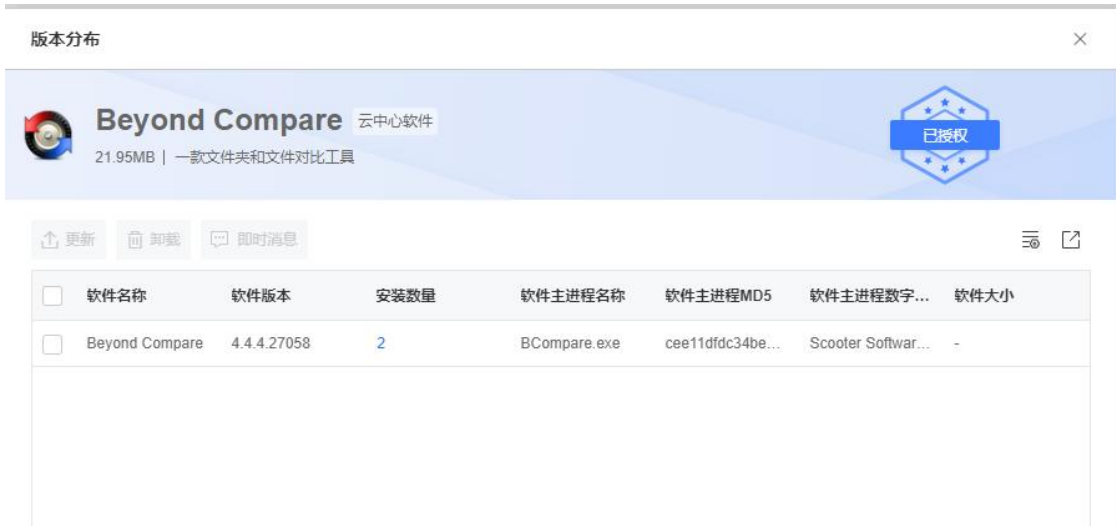 版本分布
Beyond Compare 云中心软件
21.95MB | 一款文件夹和文件对比工具
已授权
更新 卸载 即时消息
软件名称 软件版本 安装数量 软件主进程名称 软件主进程MD5 软件主进程数字... 软件大小
Beyond Compare 4.4.4.27058 2 BCompare.exe cee11dfdc34be... Scooter Softwar... -